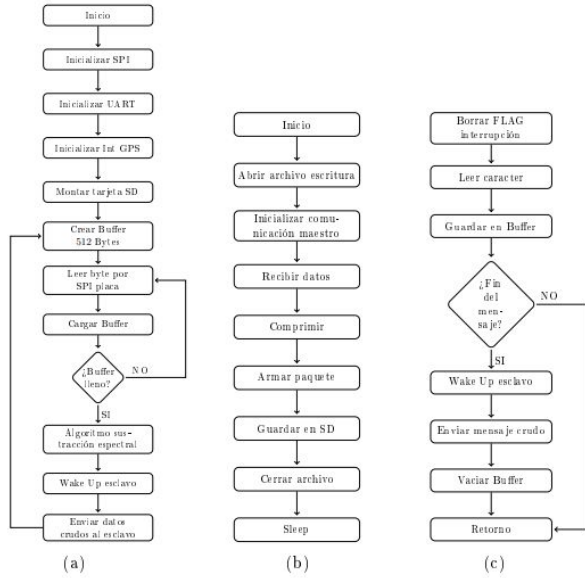 Inicio
Inicializar SPI
Inicializar UART
Inicializar Int GPS
Montar tarjeta SD
Crear Buffer
512 Bytes
Leer byte por
SPI placa
Cargar Buffer
¿Buffer
lleno?
NO
SI
Algoritmo sus-
tracción espectral
Wake Up esclavo
Enviar datos
crudos al esclavo
(a)
Inicio
Abrir archivo escritura
Inicializar comu-
nicación maestro
Recibir datos
Comprimir
Armar paquete
Guardar en SD
Cerrar archivo
Sleep
(b)
Borrar FLAG
interrupción
Leer caracter
Guardar en Buffer
¿Fin
del
men-
saje?
NO
SI
Wake Up esclavo
Enviar mensaje crudo
Vaciar Buffer
Retorno
(c)